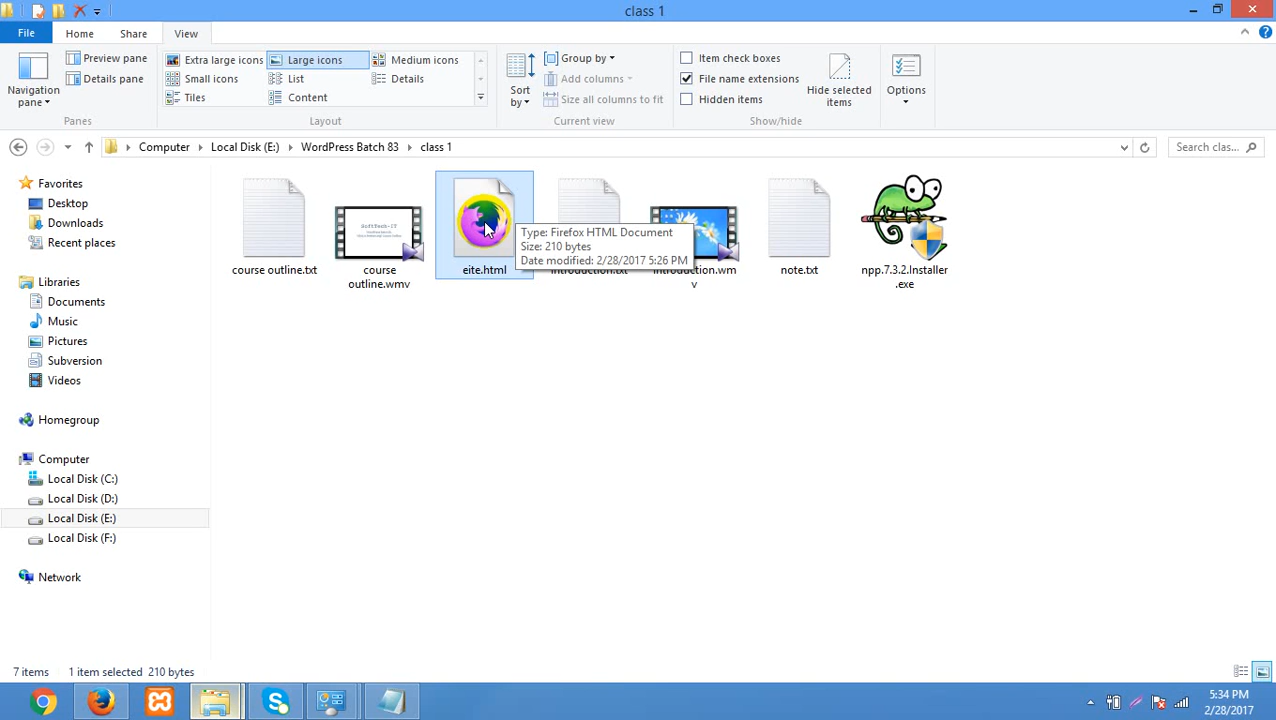 class 1
File Home Share View
Preview pane
Details pane
Navigation pane
Panes
Extra large icons Large icons Medium icons
Small icons List Details
Tiles Content
Layout
Sort by
Group by
Add columns
Size all columns to fit
Current view
Item check boxes
File name extensions
Hidden items
Hide selected items
Show/hide
Options
Computer Local Disk (E:) WordPress Batch 83 class 1
Search clas...
Favorites
Desktop
Downloads
Recent places
Libraries
Documents
Music
Pictures
Subversion
Videos
Homegroup
Computer
Local Disk (C:)
Local Disk (D:)
Local Disk (E:)
Local Disk (F:)
Network
SoftTech-IT
course outline.txt
course outline.wmv
eite.html
introduction.txt
introduction.wm
v
note.txt
npp.7.3.2.Installer
.exe
Type: Firefox HTML Document
Size: 210 bytes
Date modified: 2/28/2017 5:26 PM
7 items 1 item selected 210 bytes
5:34 PM
2/28/2017